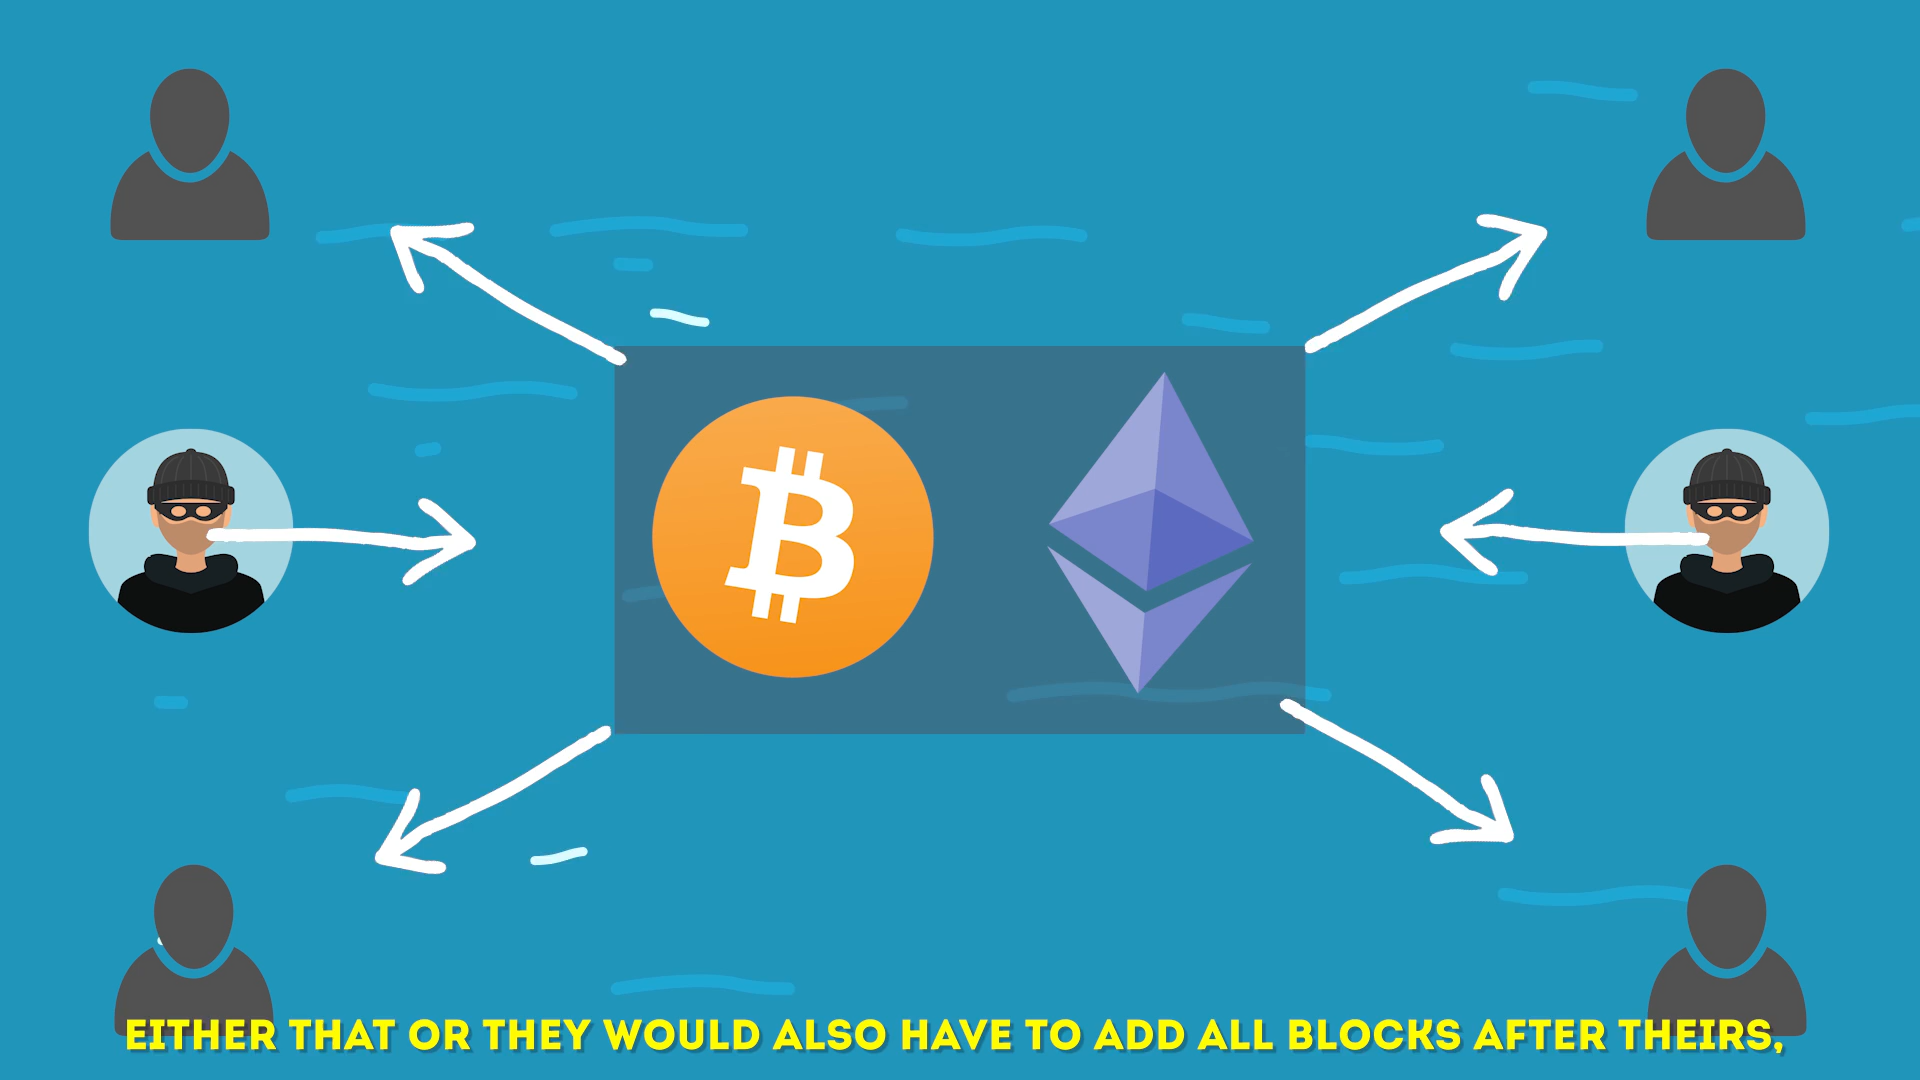 EITHER THAT OR THEY WOULD ALSO HAVE TO ADD ALL BLOCKS AFTER THEIRS,